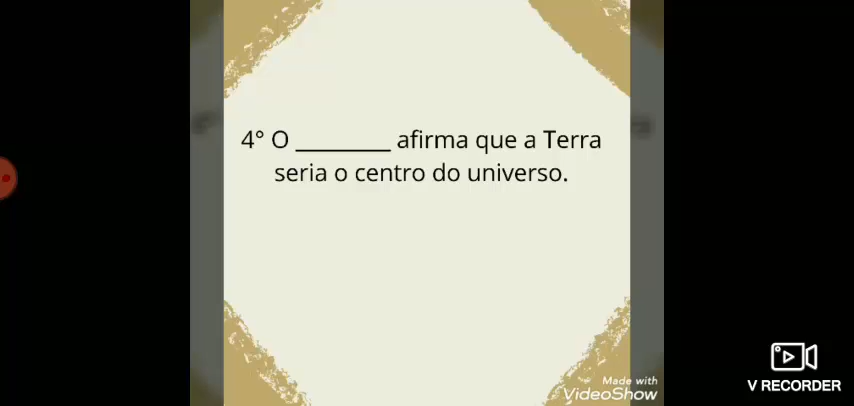 4° O ________ afirma que a Terra
seria o centro do universo.
Made with
VideoShow
V RECORDER